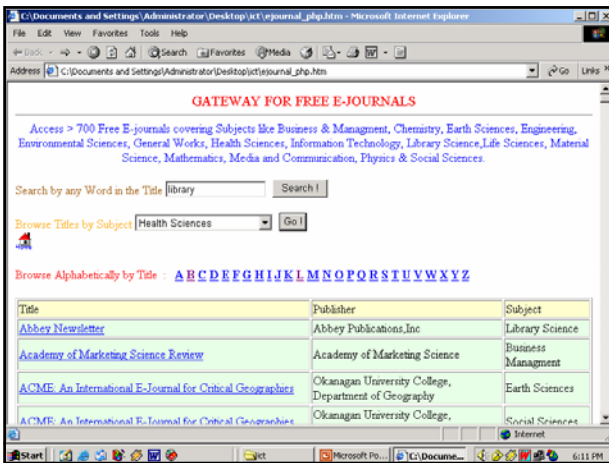 C:\Documents and Settings\Administrator\Desktop\ict\ejournal_php.htm - Microsoft Internet Explorer
File Edit View Favorites Tools Help
Back Search Favorites Media
Address C:\Documents and Settings\Administrator\Desktop\ict\ejournal_php.htm Go Links »
GATEWAY FOR FREE E-JOURNALS
Access > 700 Free E-journals covering Subjects like Business & Managment, Chemistry, Earth Sciences, Engineering,
Environmental Sciences, General Works, Health Sciences, Information Technology, Library Science,Life Sciences, Material
Science, Mathematics, Media and Communication, Physics & Social Sciences.
Search by any Word in the Title library Search !
Browse Titles by Subject Health Sciences Go !
Browse Alphabetically by Title : A B C D E F G H I J K L M N O P Q R S T U V W X Y Z
Title Publisher Subject
Abbey Newsletter Abbey Publications,Inc Library Science
Academy of Marketing Science Review Academy of Marketing Science Business
Managment
ACME: An International E-Journal for Critical Geographies Okanagan University College,
Department of Geography Earth Sciences
ACME: An International E-Journal for Critical Geographies Okanagan University College, Social Sciences
Internet
Start ict Microsoft Po... C:\Docume... 6:11 PM